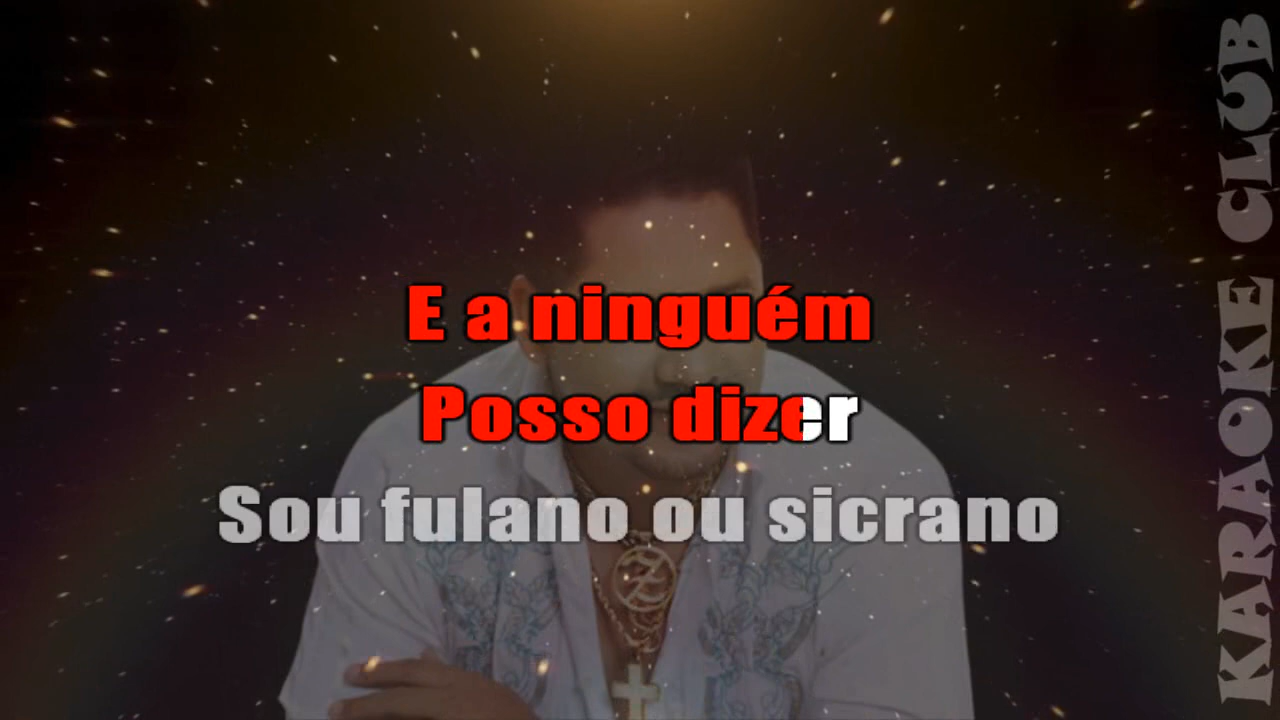 E a ninguém
Posso dizer
Sou fulano ou sicrano
KARAOKE CLUB